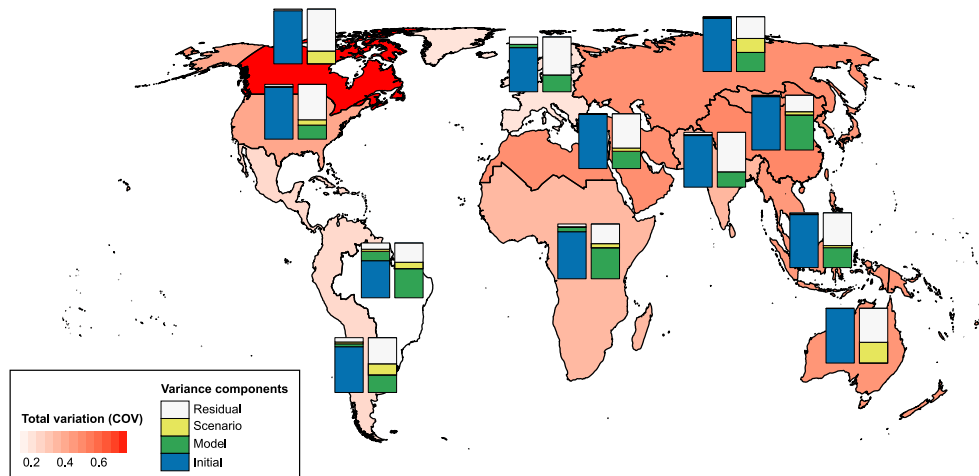 Total variation (COV)
0.2 0.4 0.6
Variance components
Residual
Scenario
Model
Initial